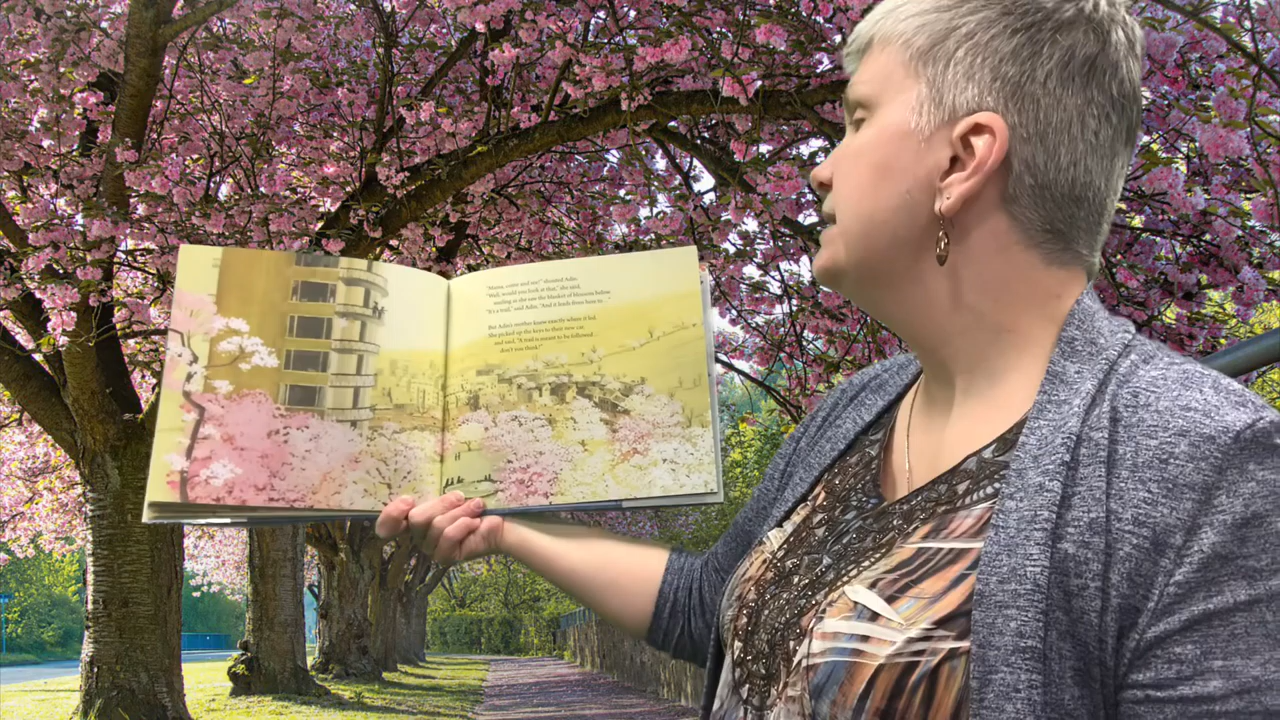 "Mama, come and see!" shouted Adin.
"Well, would you look at that," she said,
smiling as she saw the blanket of blossoms below.
"It's a trail," said Adin. "And it leads from here to . . ."
But Adin's mother knew exactly where it led.
She picked up the keys to their new car,
and said, "A trail is meant to be followed . . .
don't you think?"